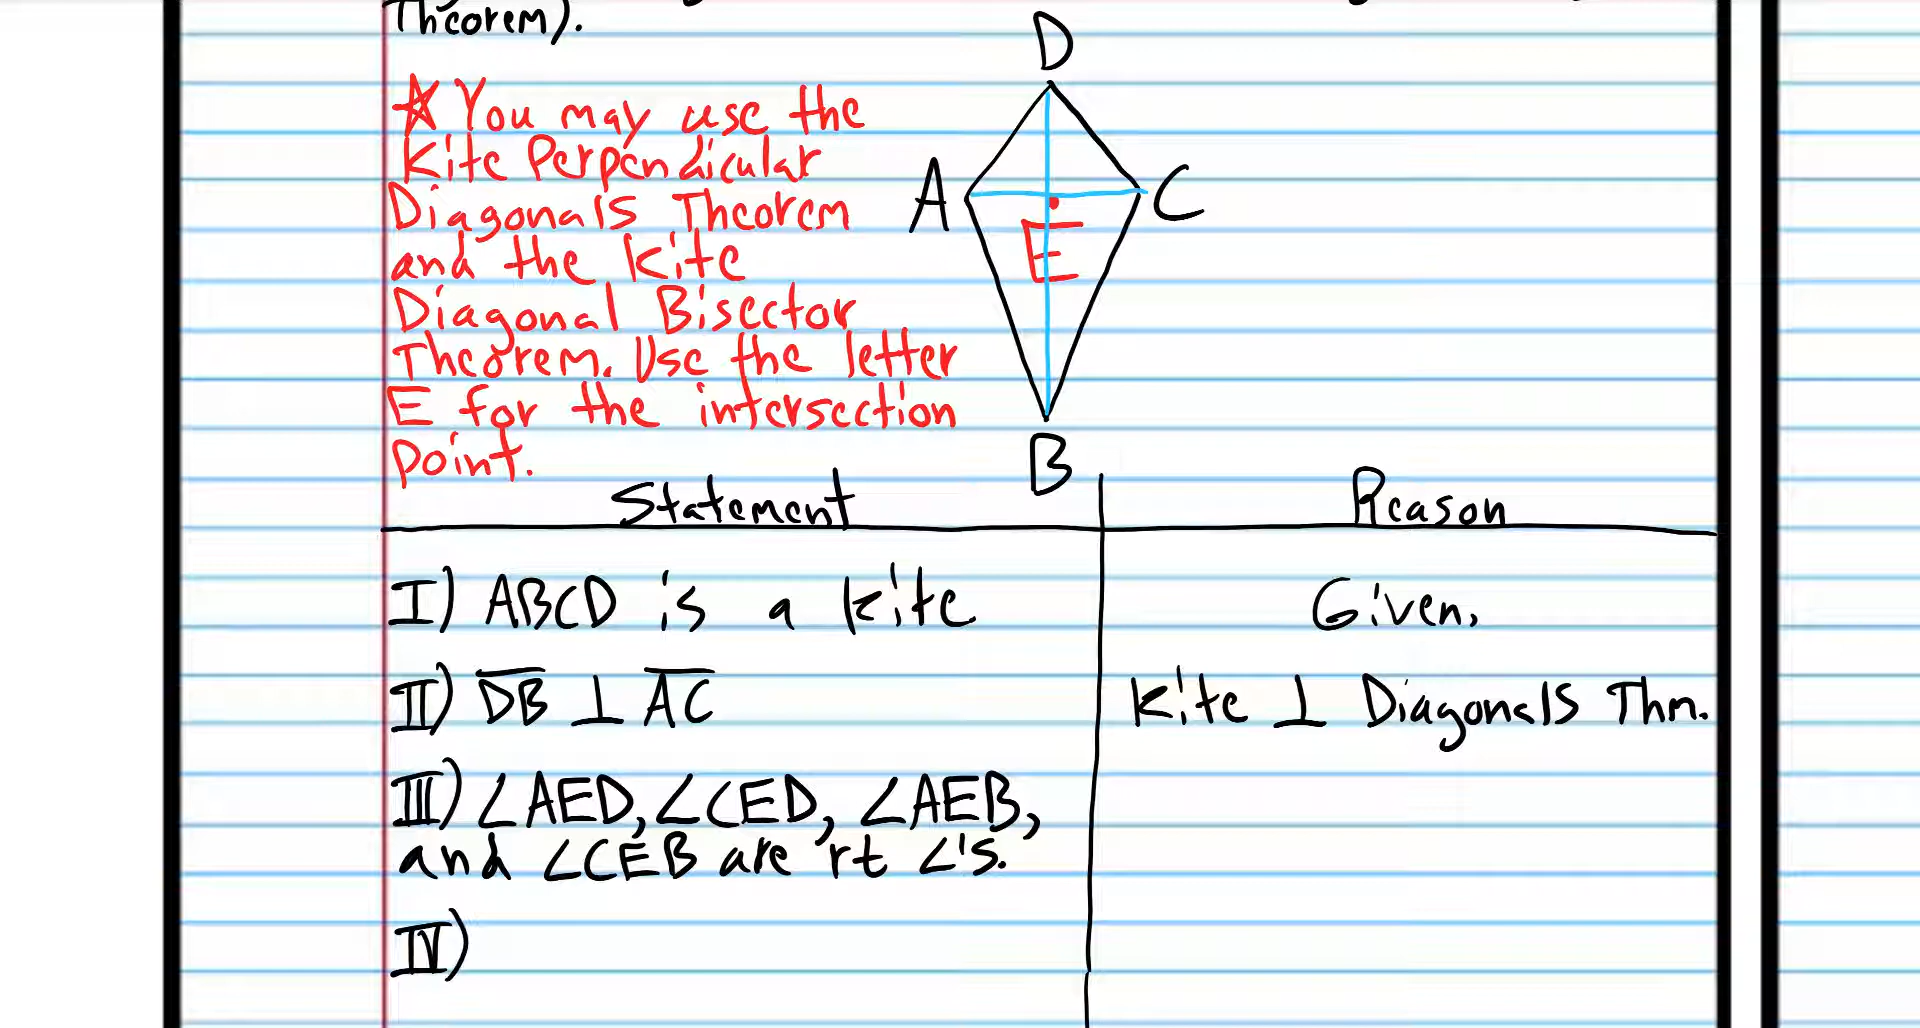 Theorem).
D
☆ You may use the
Kite Perpendicular
Diagonals Theorem
and the Kite
Diagonal Bisector
Theorem. Use the letter
E for the intersection
point.
A
C
E
B
Statement
Reason
I) ABCD is a kite
Given.
II) D̅B̅ ⊥ A̅C̅
Kite ⊥ Diagonals Thm.
III) ∠AED, ∠CED, ∠AEB,
and ∠CEB are rt ∠'s.
IV)